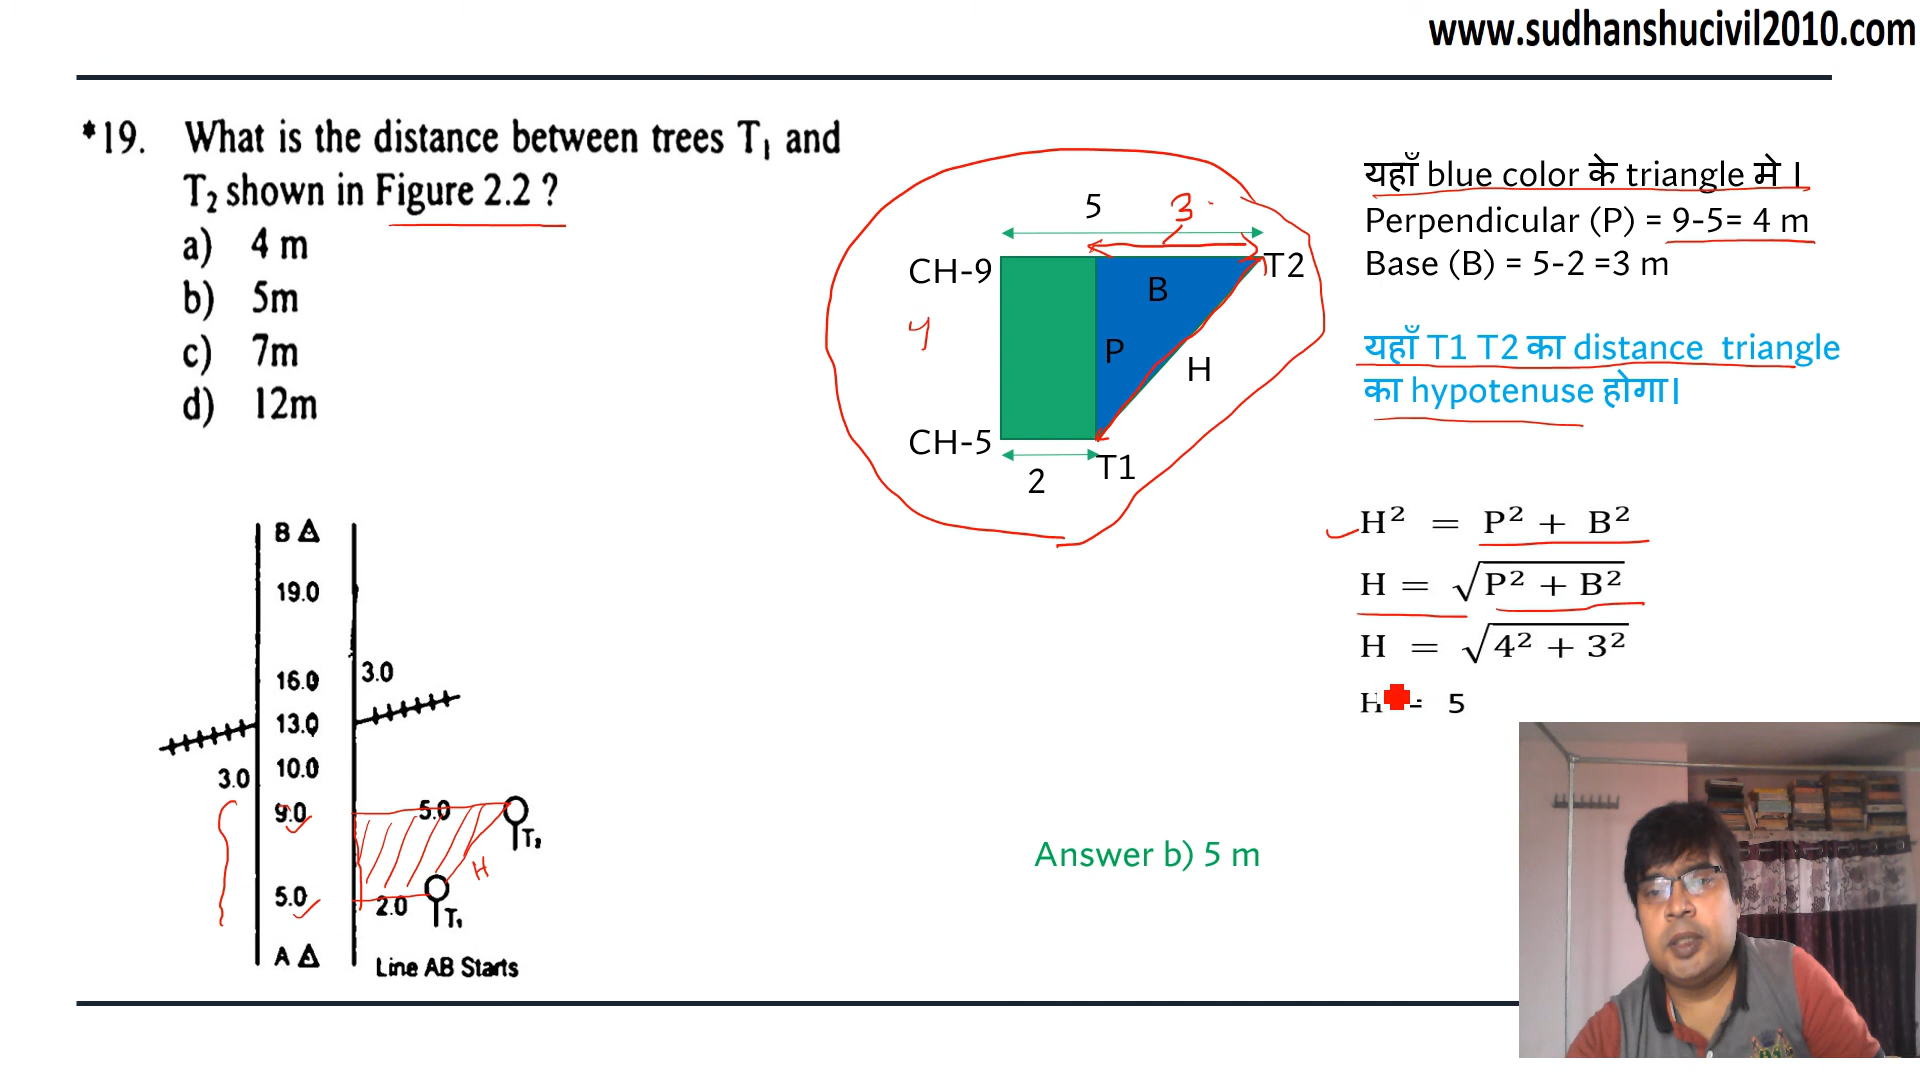 www.sudhanshucivil2010.com
*19. What is the distance between trees T₁ and
T₂ shown in Figure 2.2 ?
a) 4 m
b) 5m
c) 7m
d) 12m
5
3
CH-9
T2
B
4
P
H
CH-5
T1
2
यहाँ blue color के triangle मे ।
Perpendicular (P) = 9-5= 4 m
Base (B) = 5-2 =3 m
यहाँ T1 T2 का distance triangle
का hypotenuse होगा।
H² = P² + B²
H = √P² + B²
H = √4² + 3²
H = 5
Answer b) 5 m
B
19.0
16.0
3.0
13.0
3.0
10.0
9.0
5.0
T₂
H
5.0
2.0
T₁
A
Line AB Starts